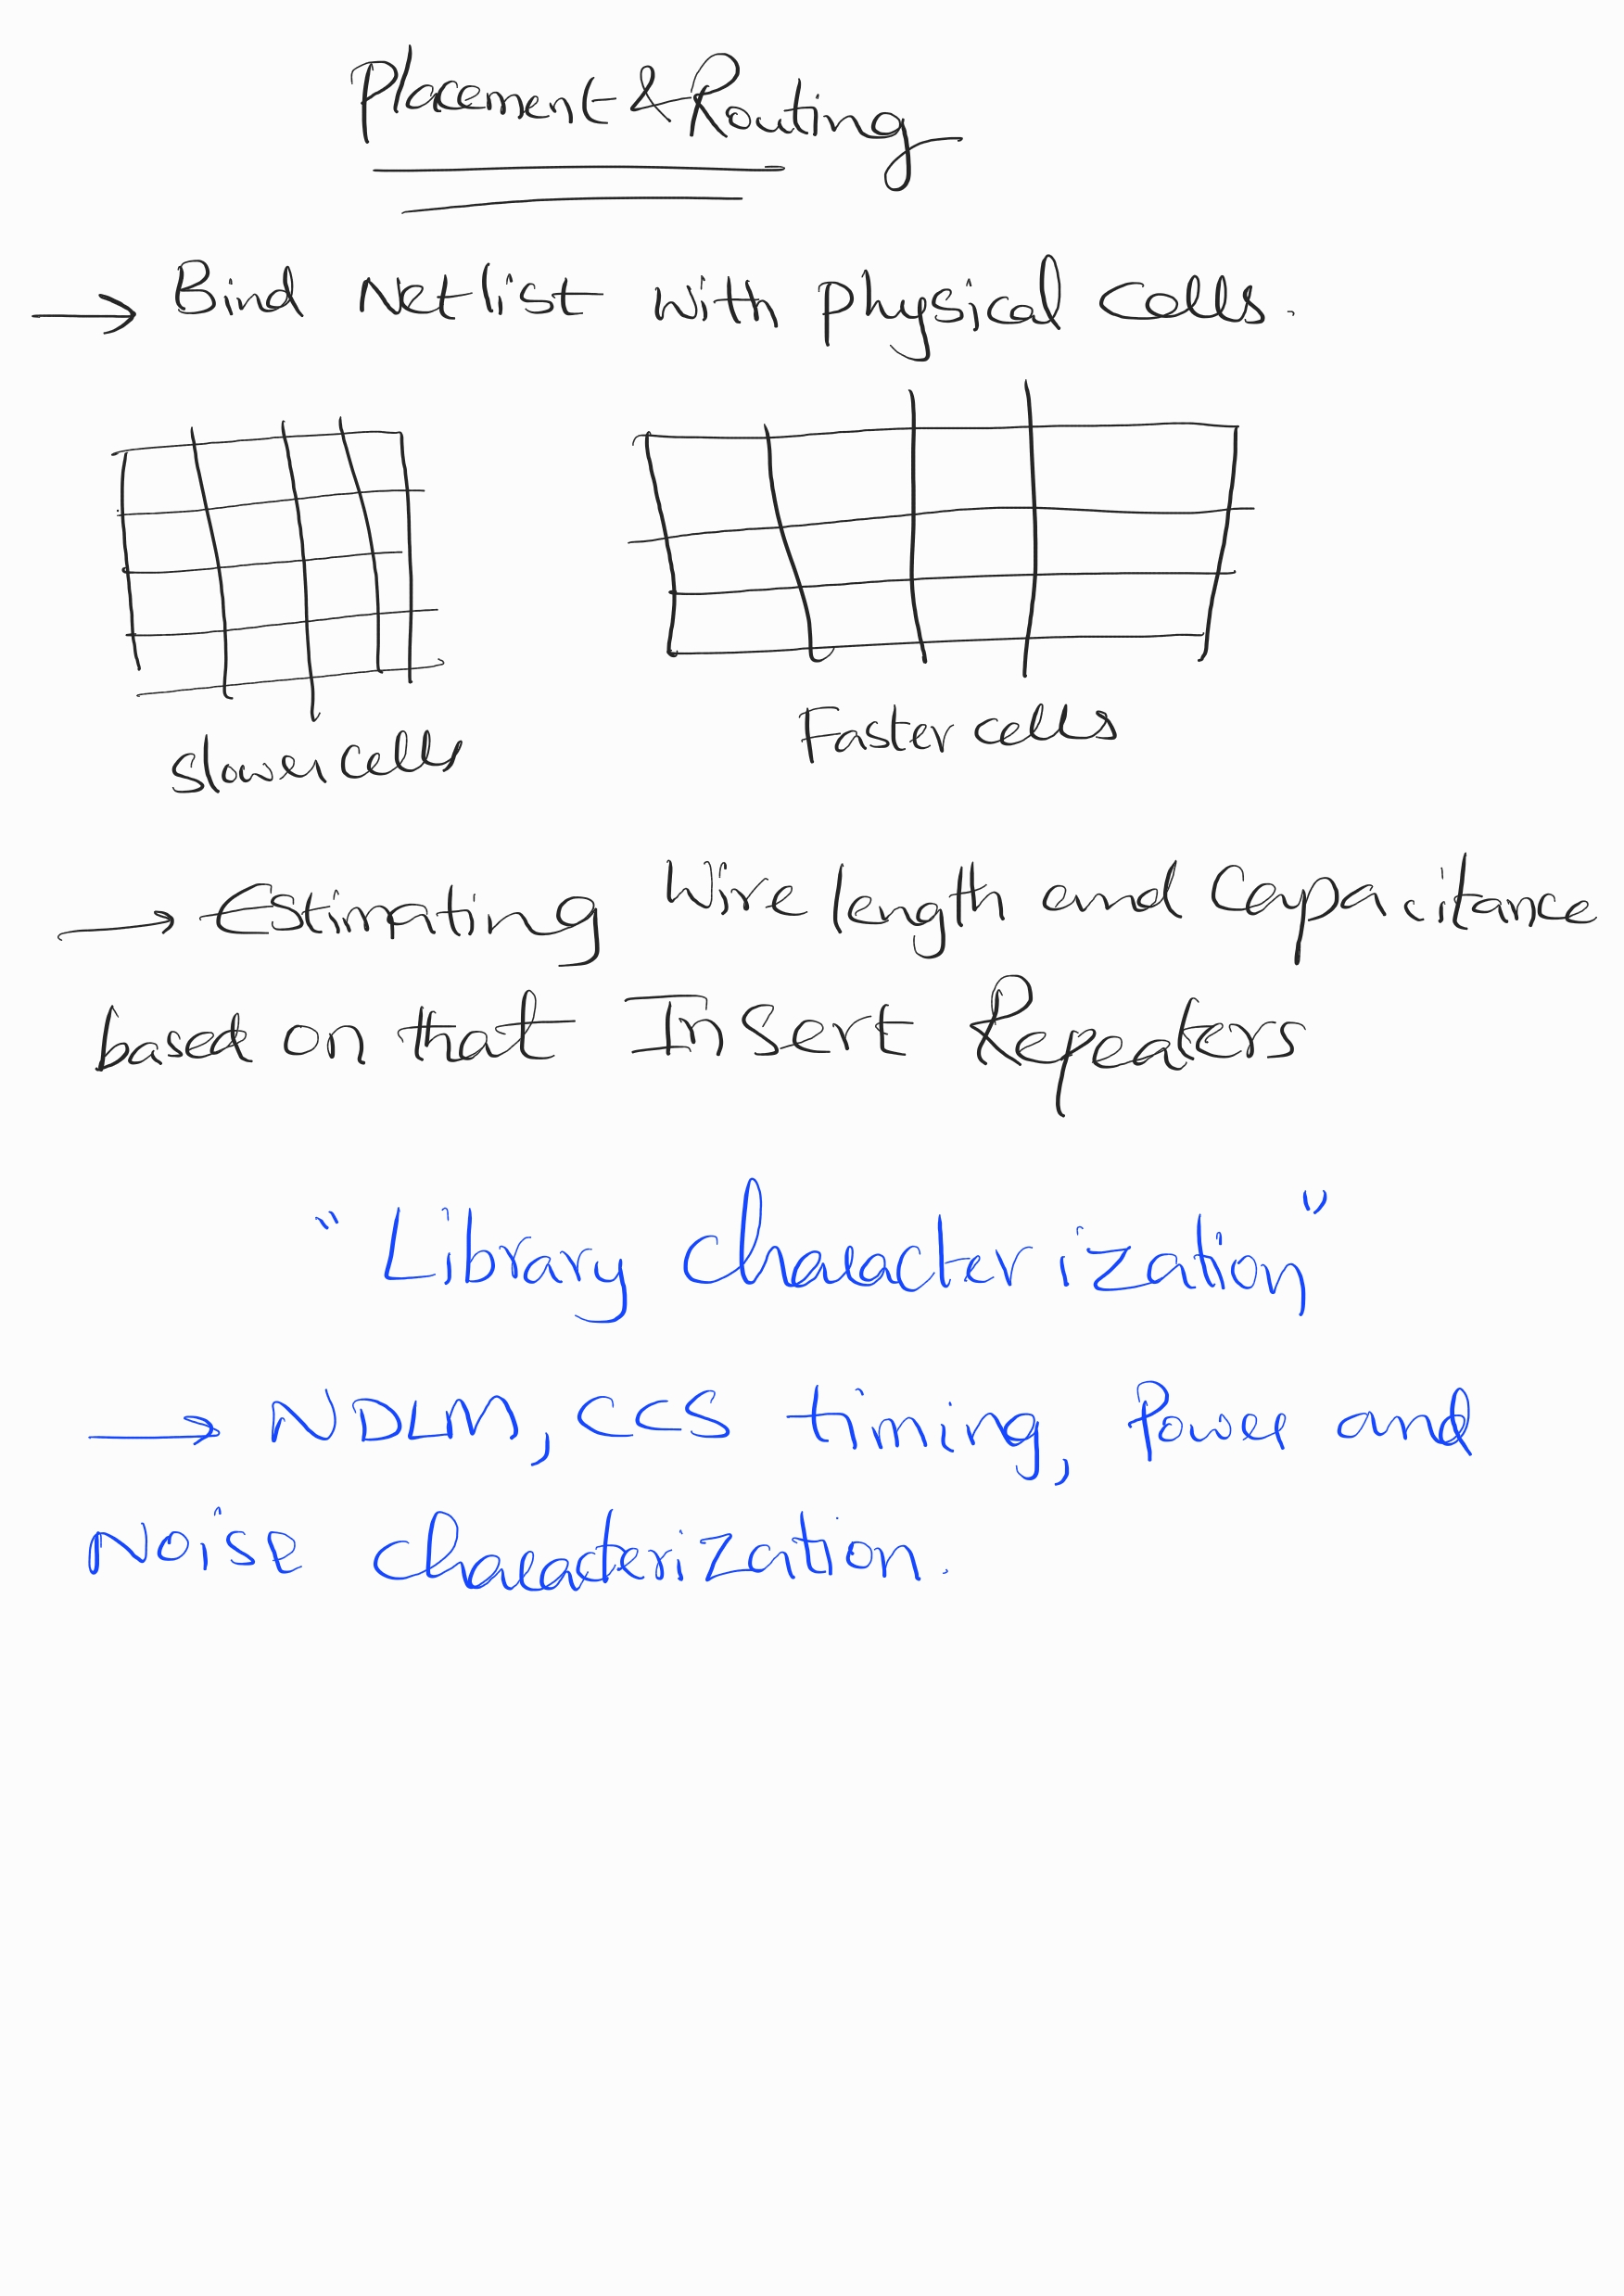 Placement & Routing
→ Bind Netlist with physical cells.
Slower cells
Faster cells
→ Estimating Wire length and Capacitance
based on that Insert Repeaters
"Library Characterization"
→ NDLM, CCS timing, Power and
Noise characterization.